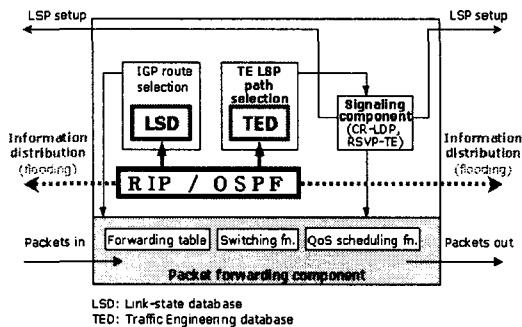 LSP setup
LSP setup
IGP route
selection
LSD
TE LSP
path
selection
TED
Signaling
component
(CR-LDP,
RSVP-TE)
Information
distribution
(flooding)
Information
distribution
(flooding)
RIP / OSPF
Packets in
Forwarding table
Switching fn.
QoS scheduling fn.
Packets out
Packet forwarding component
LSD: Link-state database
TED: Traffic Engineering database